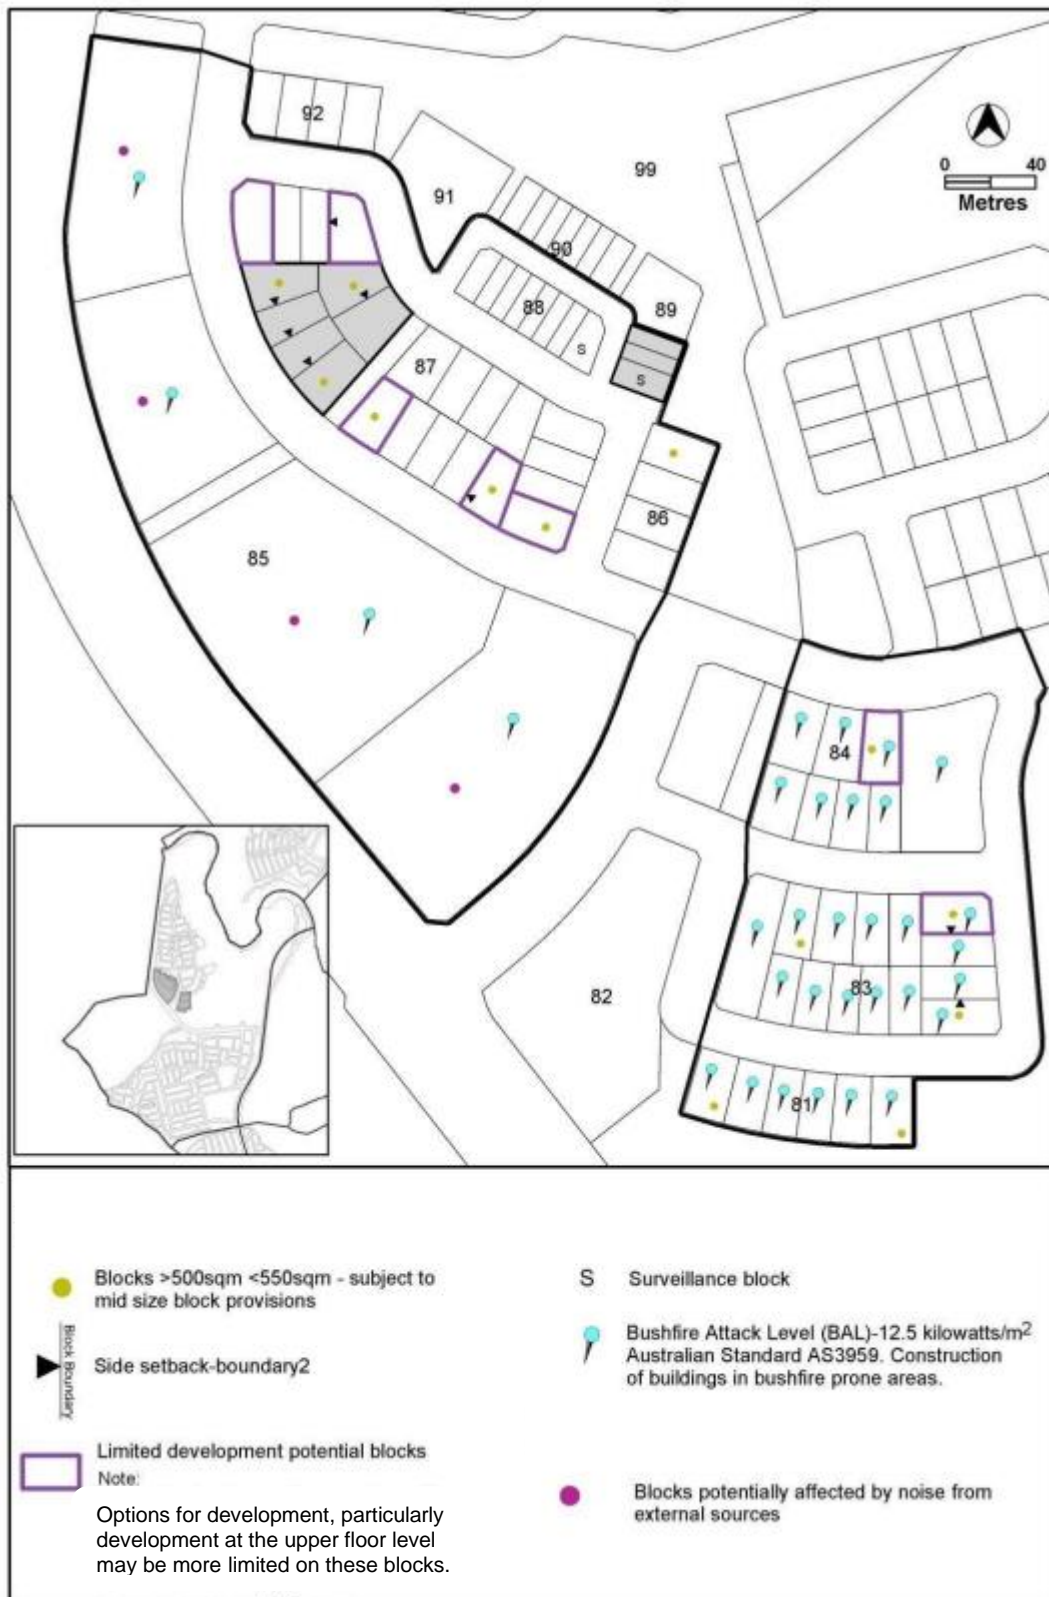 92
99
0 40
Metres
91
90
89
88
S
S
87
86
85
84
83
82
81
Blocks >500sqm <550sqm - subject to
mid size block provisions
Block Boundary
Side setback-boundary2
Limited development potential blocks
Note:
Options for development, particularly
development at the upper floor level
may be more limited on these blocks.
S Surveillance block
Bushfire Attack Level (BAL)-12.5 kilowatts/m2
Australian Standard AS3959. Construction
of buildings in bushfire prone areas.
Blocks potentially affected by noise from
external sources